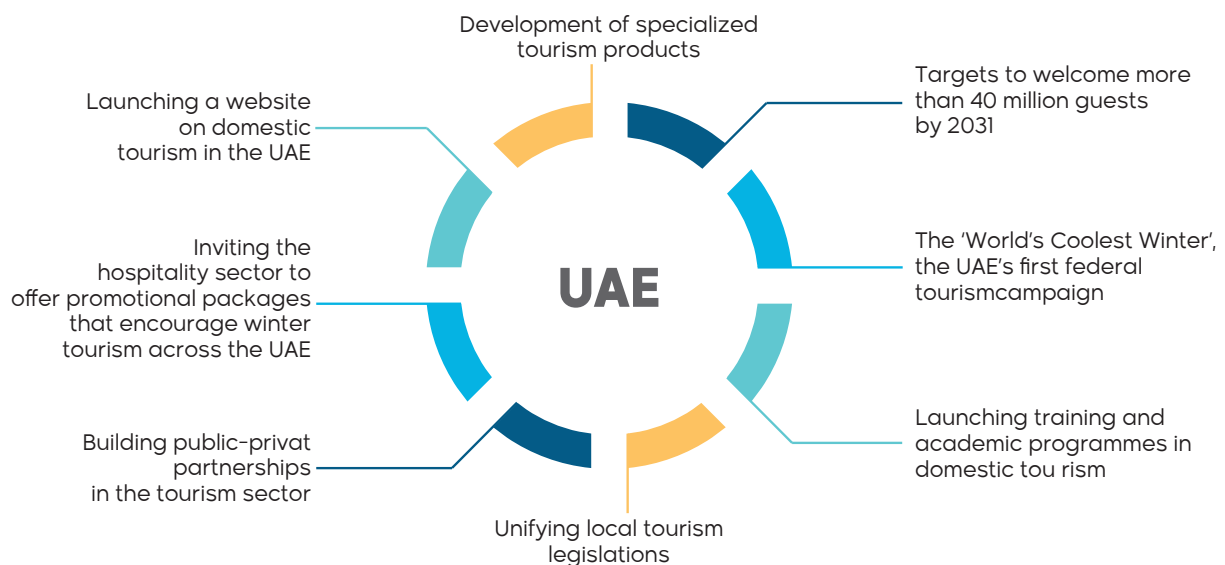 Development of specialized
tourism products
Targets to welcome more
than 40 million guests
by 2031
The ‘World’s Coolest Winter’,
the UAE’s first federal
tourismcampaign
Launching training and
academic programmes in
domestic tou rism
Unifying local tourism
legislations
Building public-privat
partnerships
in the tourism sector
Inviting the
hospitality sector to
offer promotional packages
that encourage winter
tourism across the UAE
Launching a website
on domestic
tourism in the UAE
UAE